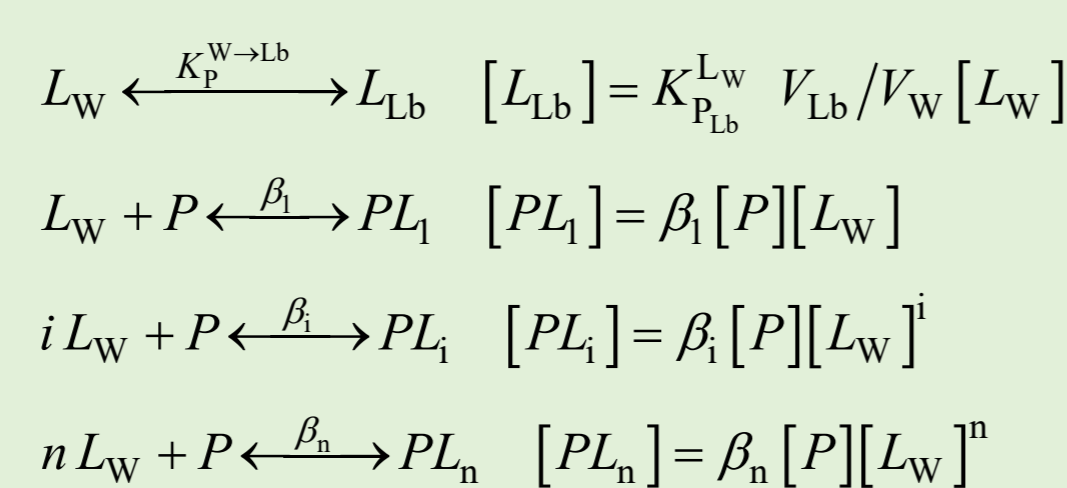 L_W ⟷^{K_P^{W→Lb}} L_Lb [L_Lb] = K_{P_Lb}^{L_W} V_Lb/V_W [L_W]
L_W + P ⟷^{β_1} PL_1 [PL_1] = β_1 [P][L_W]
i L_W + P ⟷^{β_i} PL_i [PL_i] = β_i [P][L_W]^i
n L_W + P ⟷^{β_n} PL_n [PL_n] = β_n [P][L_W]^n